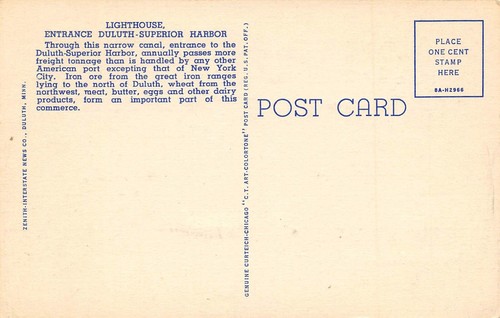 LIGHTHOUSE,
ENTRANCE DULUTH-SUPERIOR HARBOR
Through this narrow canal, entrance to the
Duluth-Superior Harbor, annually passes more
freight tonnage than is handled by any other
American port excepting that of New York
City. Iron ore from the great iron ranges
lying to the north of Duluth, wheat from the
northwest, meat, butter, eggs and other dairy
products, form an important part of this
commerce.
ZENITH-INTERSTATE NEWS CO., DULUTH, MINN.
GENUINE CURTEICH-CHICAGO "C.T. ART-COLORTONE" POST CARD (REG. U.S. PAT. OFF.)
POST CARD
PLACE
ONE CENT
STAMP
HERE
8A-H2966